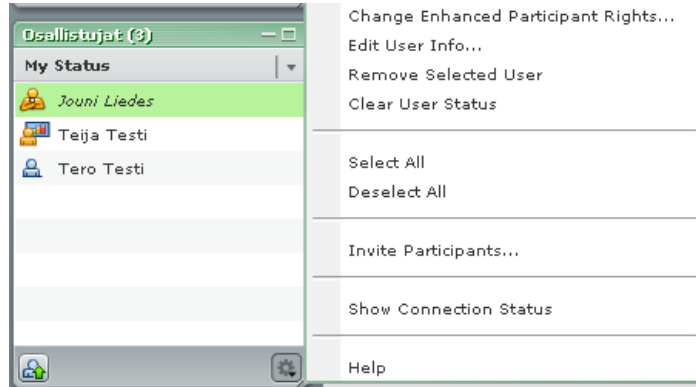 Osallistujat (3)
My Status
Jouni Liedes
Teija Testi
Tero Testi
Change Enhanced Participant Rights...
Edit User Info...
Remove Selected User
Clear User Status
Select All
Deselect All
Invite Participants...
Show Connection Status
Help